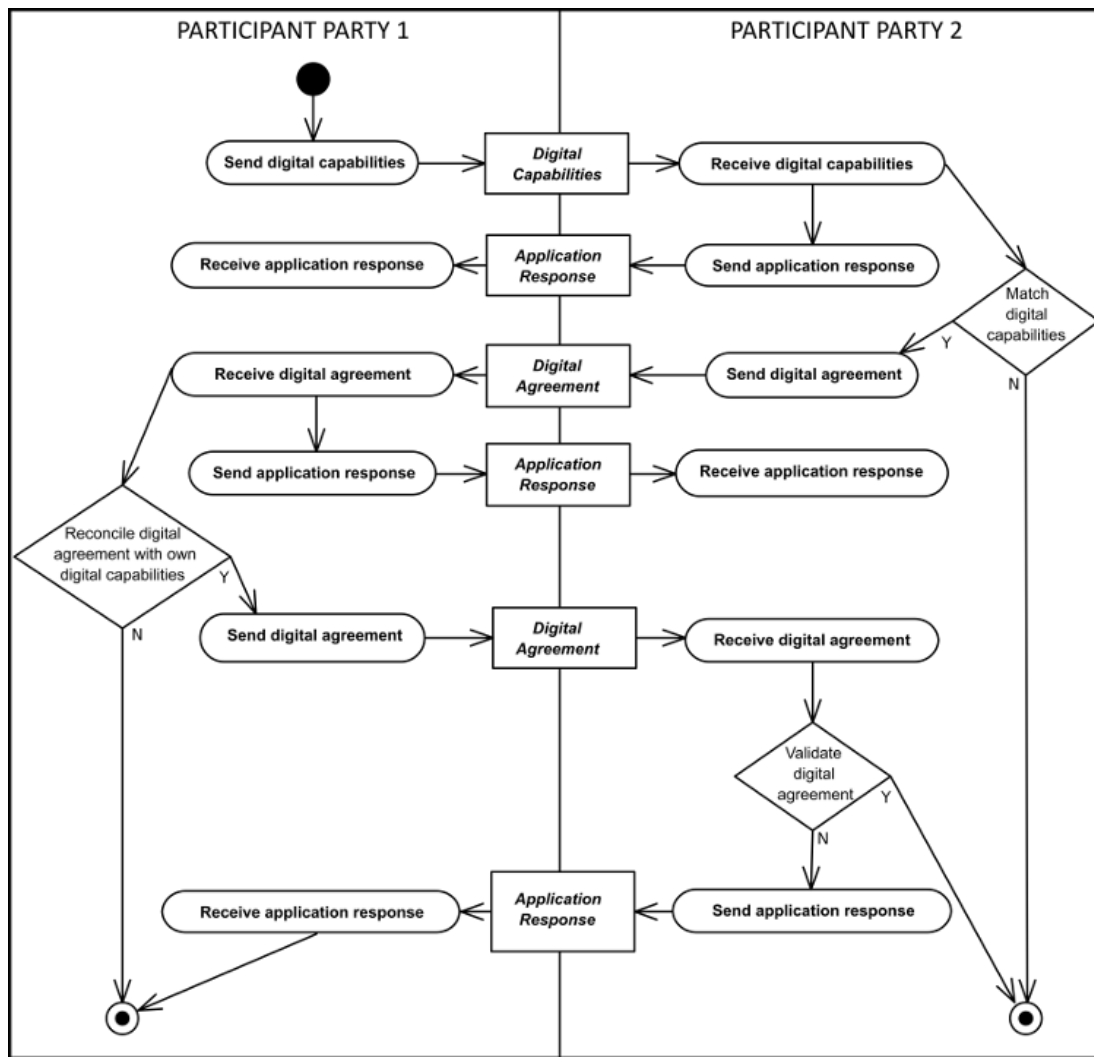 PARTICIPANT PARTY 1
PARTICIPANT PARTY 2
Send digital capabilities
Digital
Capabilities
Receive digital capabilities
Receive application response
Application
Response
Send application response
Match
digital
capabilities
Y
N
Receive digital agreement
Digital
Agreement
Send digital agreement
Send application response
Application
Response
Receive application response
Reconcile digital
agreement with own
digital capabilities
Y
N
Send digital agreement
Digital
Agreement
Receive digital agreement
Validate
digital
agreement
Y
N
Receive application response
Application
Response
Send application response